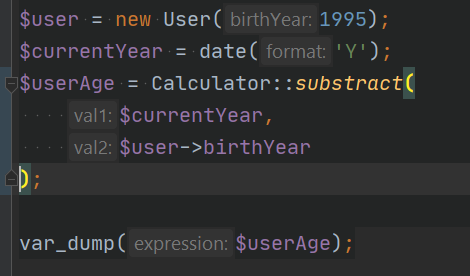 $user = new User( birthYear: 1995);
$currentYear = date( format: 'Y');
$userAge = Calculator::substract(
val1: $currentYear,
val2: $user->birthYear
);
var_dump( expression: $userAge);